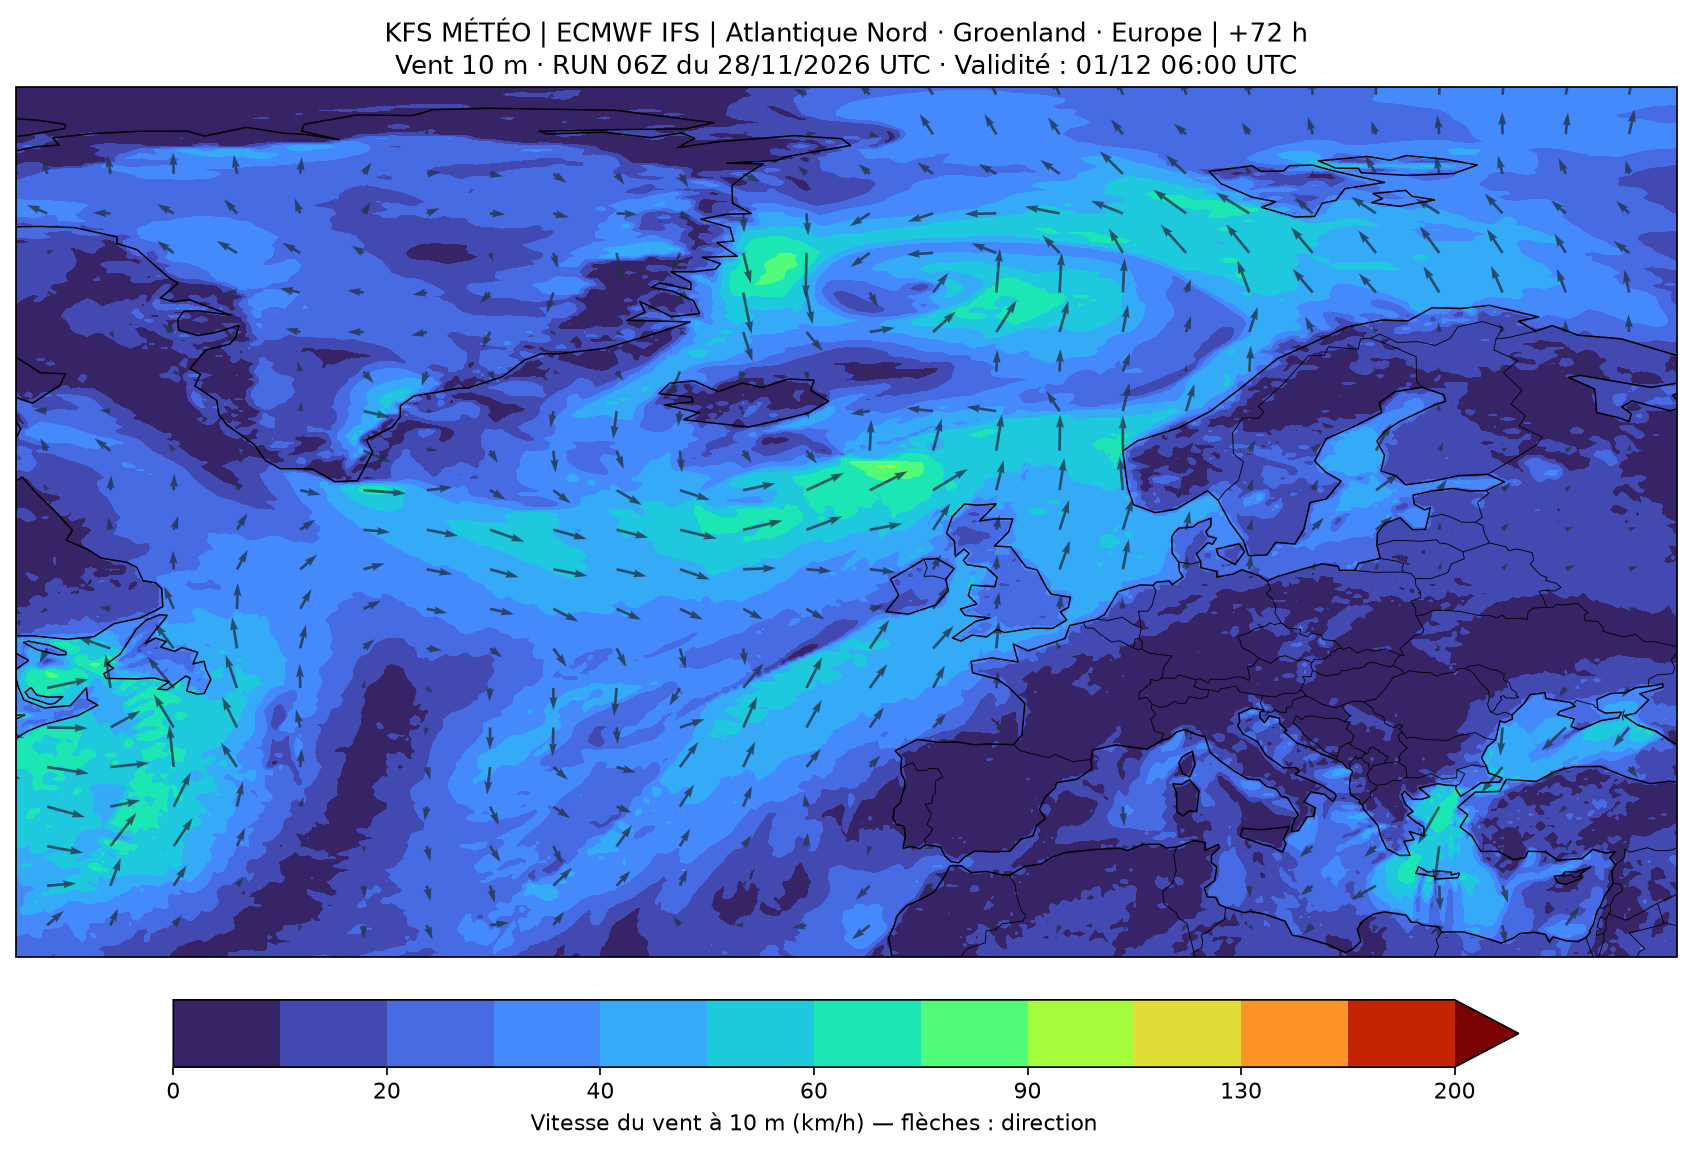 KFS MÉTÉO | ECMWF IFS | Atlantique Nord · Groenland · Europe | +72 h
Vent 10 m · RUN 06Z du 28/11/2026 UTC · Validité : 01/12 06:00 UTC
0 20 40 60 90 130 200
Vitesse du vent à 10 m (km/h) — flèches : direction